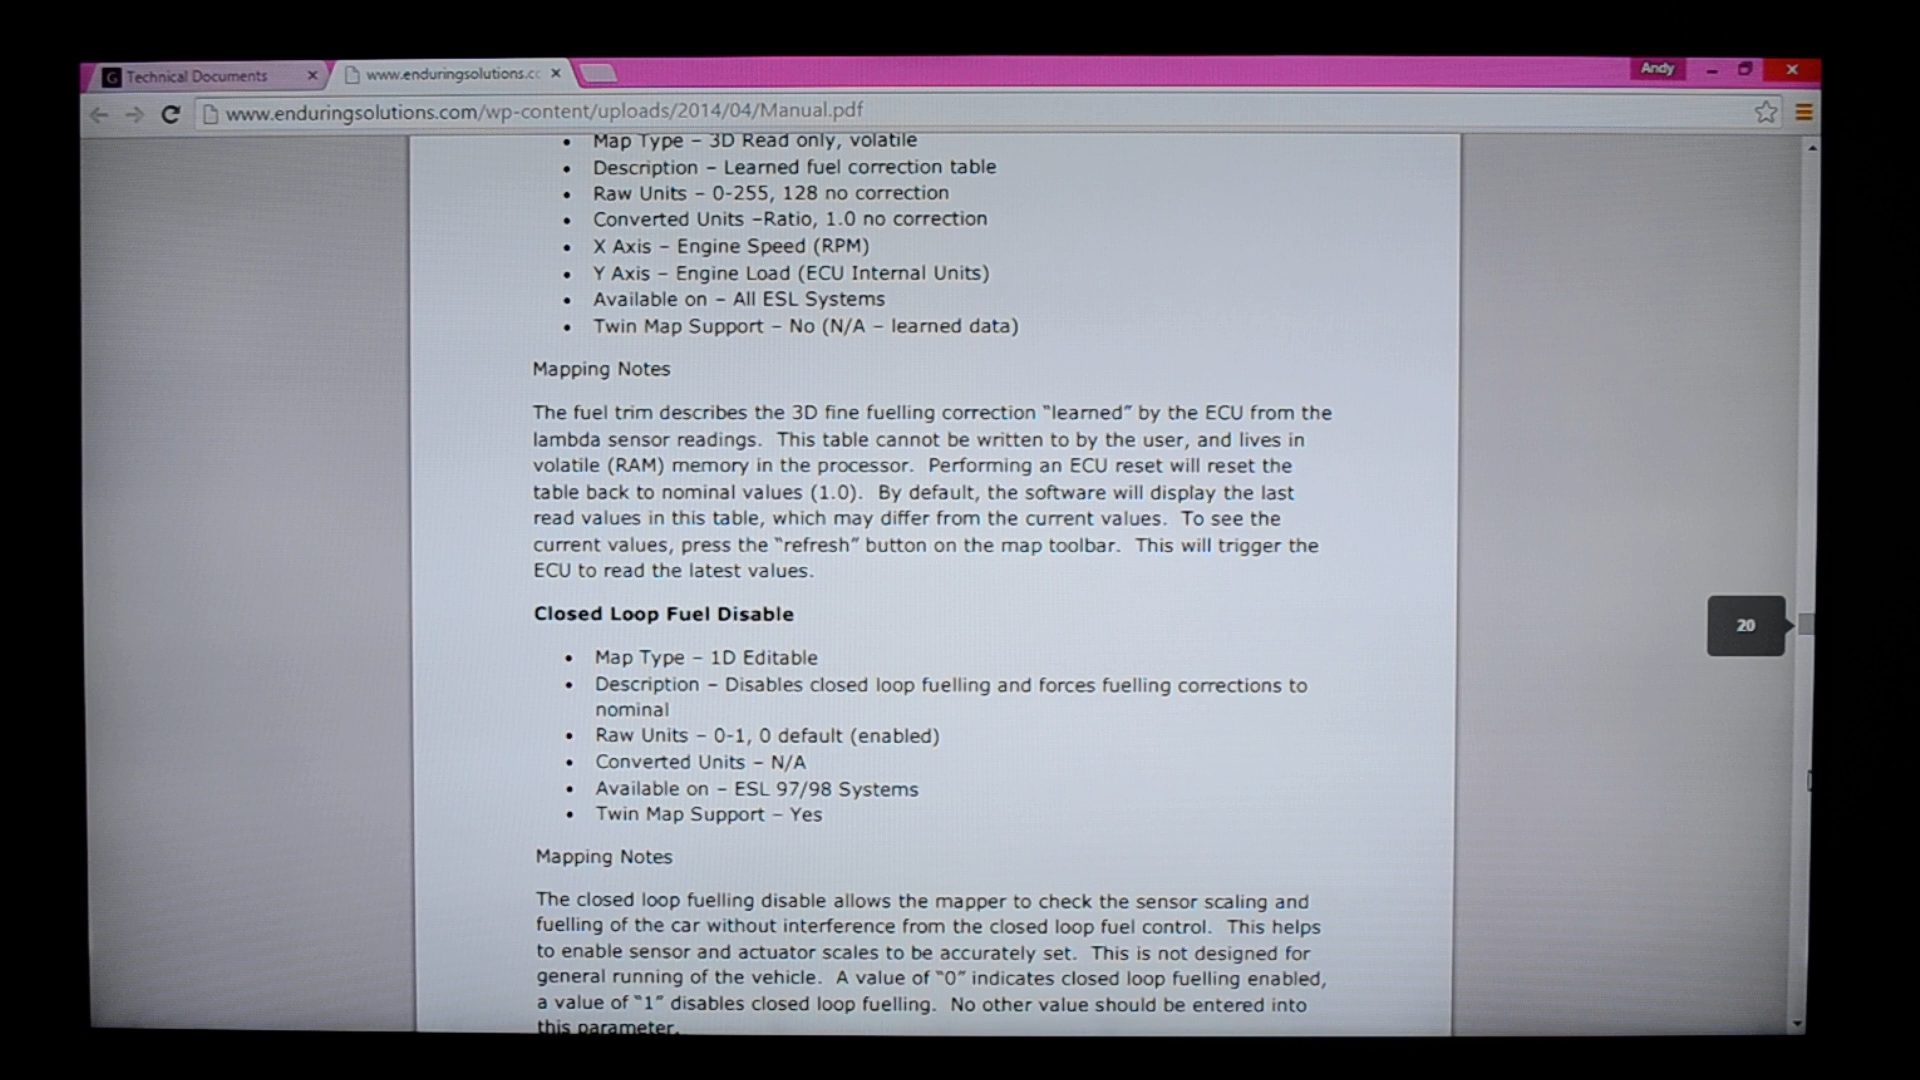 Technical Documents
www.enduringsolutions.cc
Andy
www.enduringsolutions.com/wp-content/uploads/2014/04/Manual.pdf
• Map Type – 3D Read only, volatile
• Description – Learned fuel correction table
• Raw Units – 0-255, 128 no correction
• Converted Units –Ratio, 1.0 no correction
• X Axis – Engine Speed (RPM)
• Y Axis – Engine Load (ECU Internal Units)
• Available on – All ESL Systems
• Twin Map Support – No (N/A – learned data)
Mapping Notes
The fuel trim describes the 3D fine fuelling correction “learned” by the ECU from the
lambda sensor readings.  This table cannot be written to by the user, and lives in
volatile (RAM) memory in the processor.  Performing an ECU reset will reset the
table back to nominal values (1.0).  By default, the software will display the last
read values in this table, which may differ from the current values.  To see the
current values, press the “refresh” button on the map toolbar.  This will trigger the
ECU to read the latest values.
Closed Loop Fuel Disable
• Map Type – 1D Editable
• Description – Disables closed loop fuelling and forces fuelling corrections to
nominal
• Raw Units – 0-1, 0 default (enabled)
• Converted Units – N/A
• Available on – ESL 97/98 Systems
• Twin Map Support – Yes
20
Mapping Notes
The closed loop fuelling disable allows the mapper to check the sensor scaling and
fuelling of the car without interference from the closed loop fuel control.  This helps
to enable sensor and actuator scales to be accurately set.  This is not designed for
general running of the vehicle.  A value of “0” indicates closed loop fuelling enabled,
a value of “1” disables closed loop fuelling.  No other value should be entered into
this parameter.